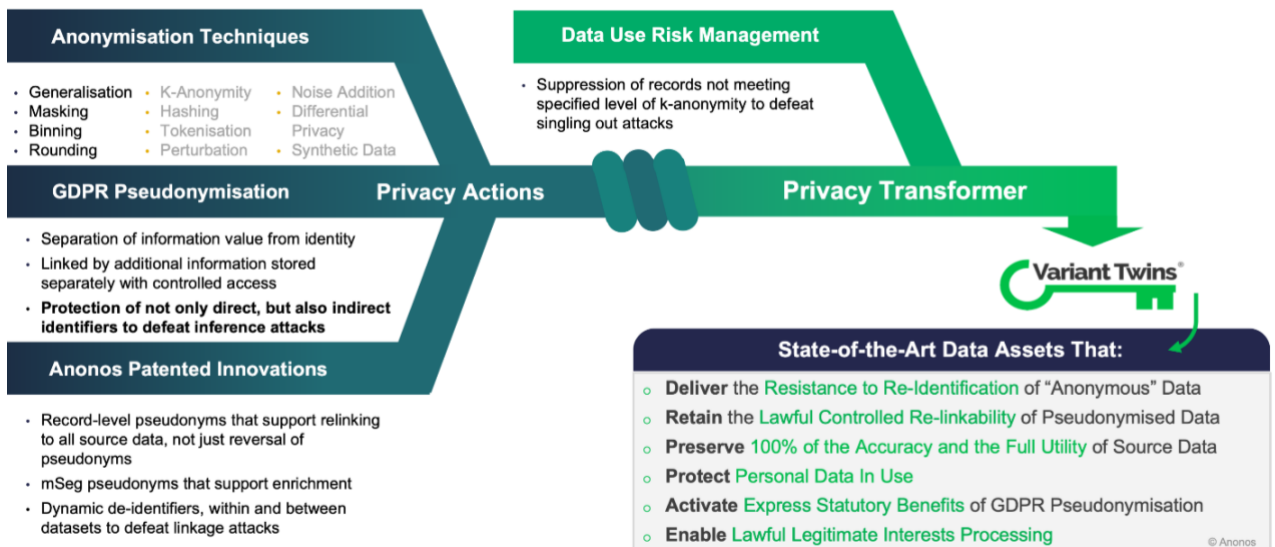 Anonymisation Techniques
• Generalisation
• Masking
• Binning
• Rounding
• K-Anonymity
• Hashing
• Tokenisation
• Perturbation
• Noise Addition
• Differential
Privacy
• Synthetic Data
Data Use Risk Management
• Suppression of records not meeting
specified level of k-anonymity to defeat
singling out attacks
GDPR Pseudonymisation
Privacy Actions
Privacy Transformer
• Separation of information value from identity
• Linked by additional information stored
separately with controlled access
• Protection of not only direct, but also indirect
identifiers to defeat inference attacks
Anonos Patented Innovations
• Record-level pseudonyms that support relinking
to all source data, not just reversal of
pseudonyms
• mSeg pseudonyms that support enrichment
• Dynamic de-identifiers, within and between
datasets to defeat linkage attacks
Variant Twins®
State-of-the-Art Data Assets That:
○ Deliver the Resistance to Re-Identification of “Anonymous” Data
○ Retain the Lawful Controlled Re-linkability of Pseudonymised Data
○ Preserve 100% of the Accuracy and the Full Utility of Source Data
○ Protect Personal Data In Use
○ Activate Express Statutory Benefits of GDPR Pseudonymisation
○ Enable Lawful Legitimate Interests Processing
© Anonos